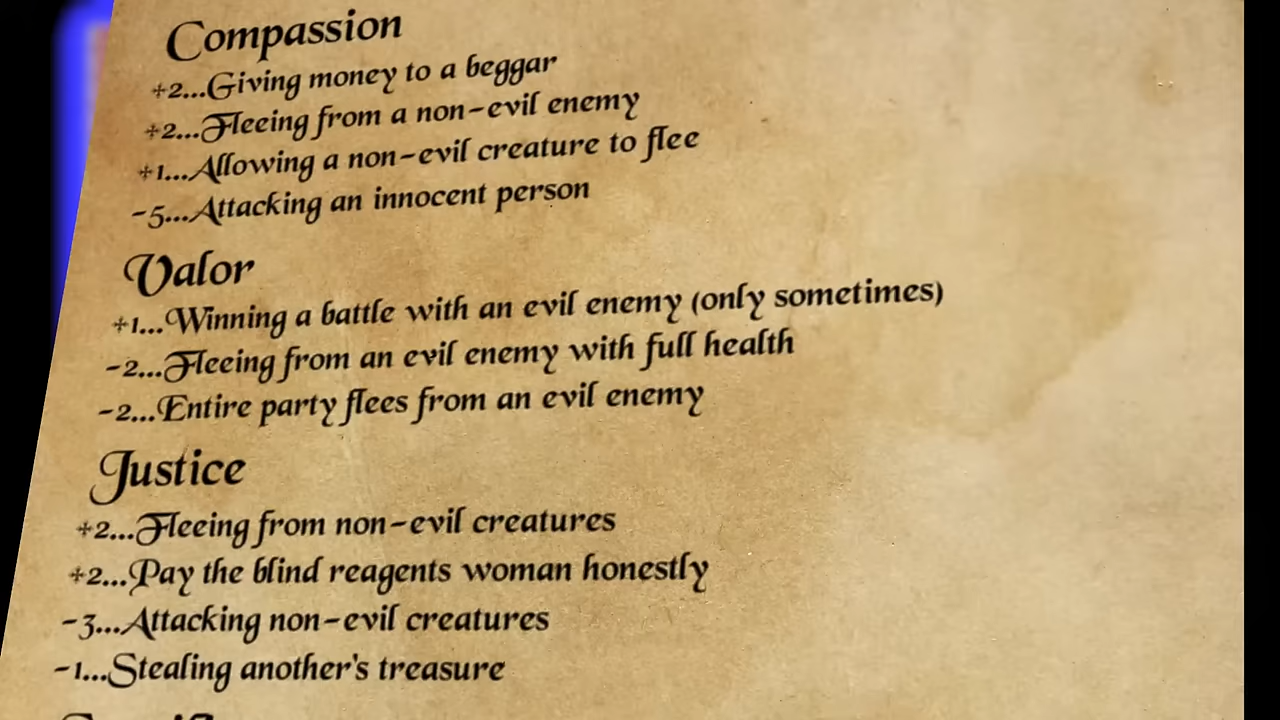 Compassion
+2...Giving money to a beggar
+2...Fleeing from a non-evil enemy
+1...Allowing a non-evil creature to flee
-5...Attacking an innocent person
Valor
+1...Winning a battle with an evil enemy (only sometimes)
-2...Fleeing from an evil enemy with full health
-2...Entire party flees from an evil enemy
Justice
+2...Fleeing from non-evil creatures
+2...Pay the blind reagents woman honestly
-3...Attacking non-evil creatures
-1...Stealing another's treasure